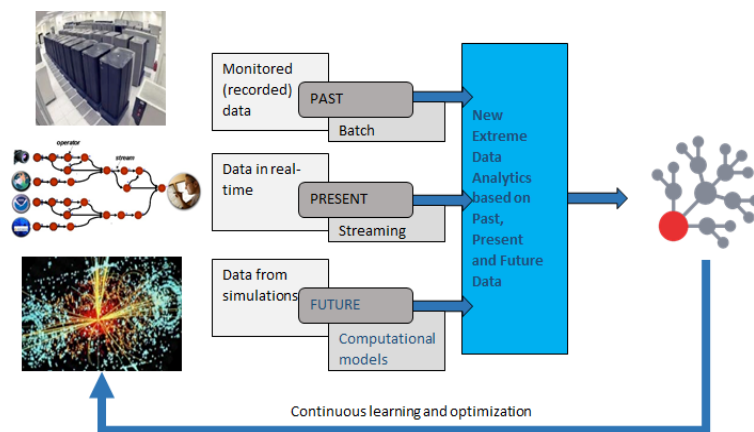 Monitored
(recorded)
data
PAST
Batch
operator
stream
Data in real-
time
PRESENT
Streaming
Data from
simulations
FUTURE
Computational
models
New
Extreme
Data
Analytics
based on
Past,
Present
and Future
Data
Continuous learning and optimization